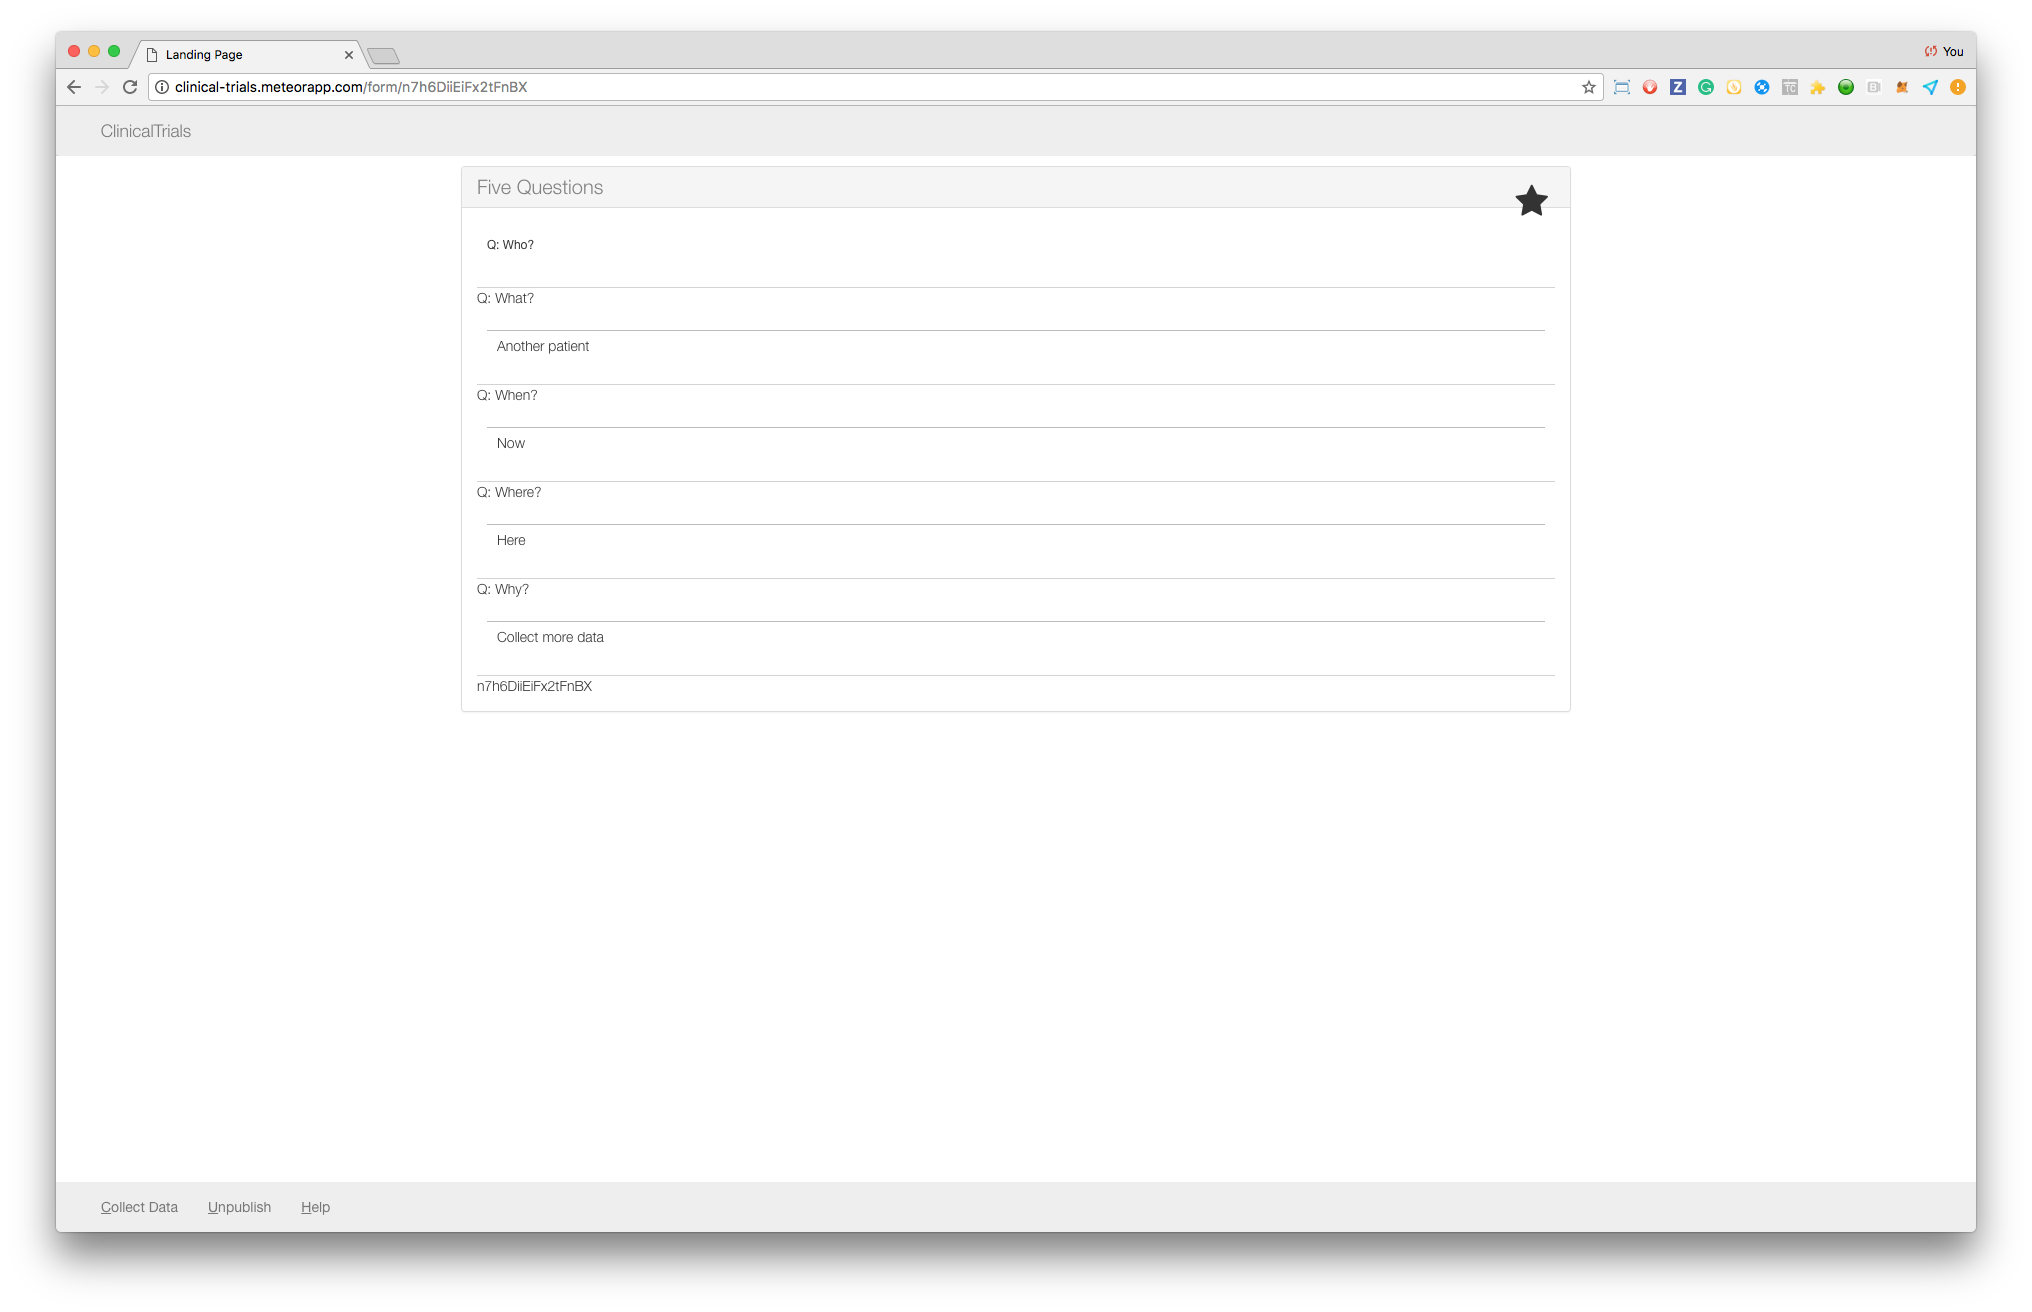 Landing Page
You
clinical-trials.meteorapp.com/form/n7h6DiiEiFx2tFnBX
ClinicalTrials
Five Questions
Q: Who?
Q: What?
Another patient
Q: When?
Now
Q: Where?
Here
Q: Why?
Collect more data
n7h6DiiEiFx2tFnBX
Collect Data Unpublish Help